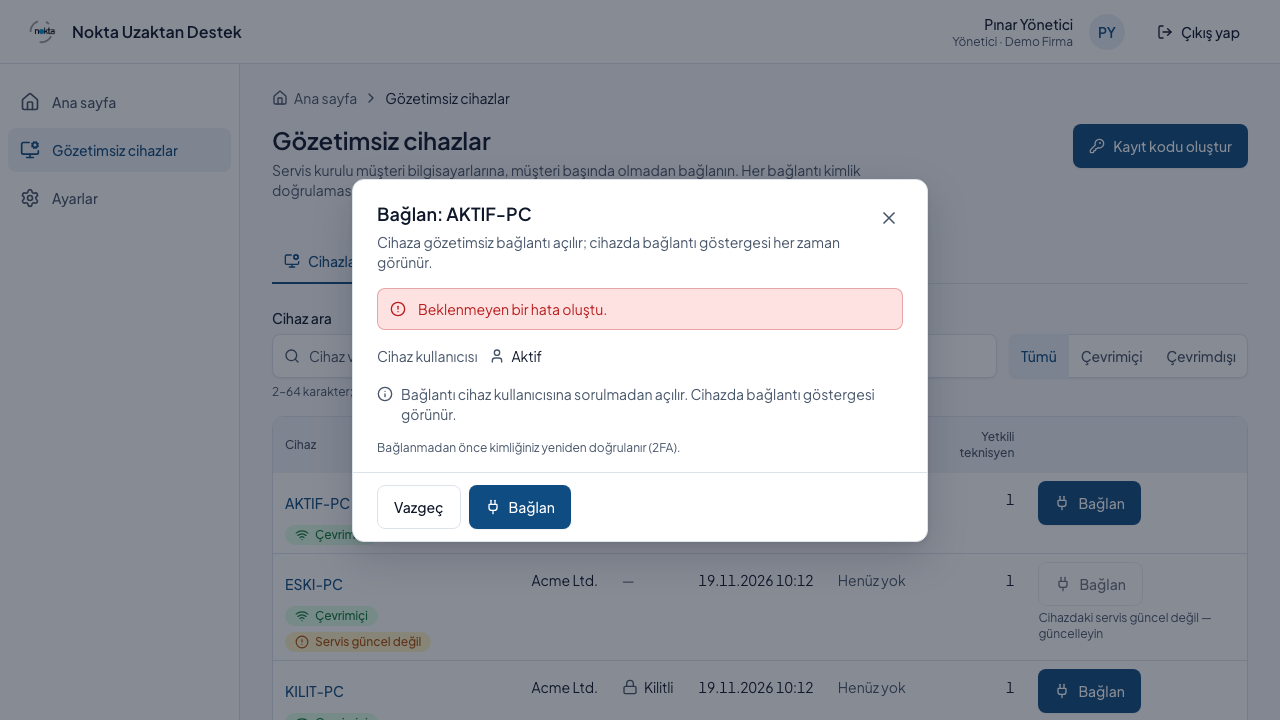 nokta
Nokta Uzaktan Destek
Pınar Yönetici
Yönetici · Demo Firma
PY
Çıkış yap
Ana sayfa
Gözetimsiz cihazlar
Ayarlar
Ana sayfa
Gözetimsiz cihazlar
Gözetimsiz cihazlar
Servis kurulu müşteri bilgisayarlarına, müşteri başında olmadan bağlanın. Her bağlantı kimlik
Kayıt kodu oluştur
Bağlan: AKTIF-PC
Cihaza gözetimsiz bağlantı açılır; cihazda bağlantı göstergesi her zaman
görünür.
Beklenmeyen bir hata oluştu.
Cihaz kullanıcısı
Aktif
Bağlantı cihaz kullanıcısına sorulmadan açılır. Cihazda bağlantı göstergesi
görünür.
Bağlanmadan önce kimliğiniz yeniden doğrulanır (2FA).
Vazgeç
Bağlan
Cihaz ara
Cihaz
Tümü
Çevrimiçi
Çevrimdışı
2–64
Cihaz
Yetkili
teknisyen
AKTIF-PC
1
Bağlan
ESKI-PC
Acme Ltd.
—
19.11.2026 10:12
Henüz yok
1
Bağlan
Çevrimiçi
Servis güncel değil
Cihazdaki servis güncel değil —
güncelleyin
KILIT-PC
Acme Ltd.
Kilitli
19.11.2026 10:12
Henüz yok
1
Bağlan